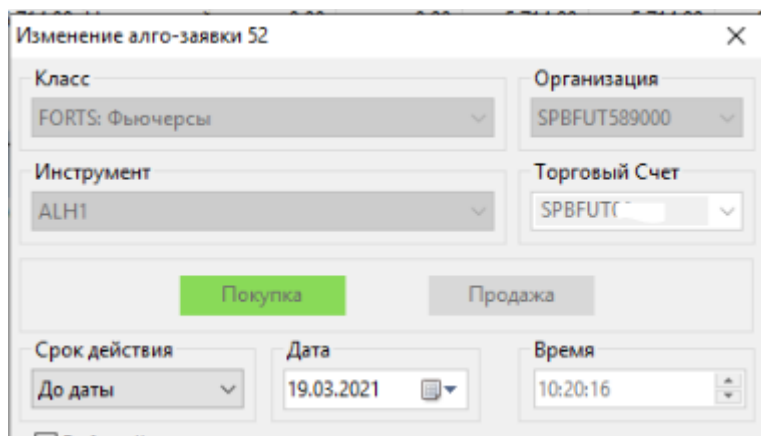 Изменение алго-заявки 52
Класс
Организация
FORTS: Фьючерсы
SPBFUT589000
Инструмент
Торговый Счет
ALH1
SPBFUT0
Покупка
Продажа
Срок действия
Дата
Время
До даты
19.03.2021
10:20:16